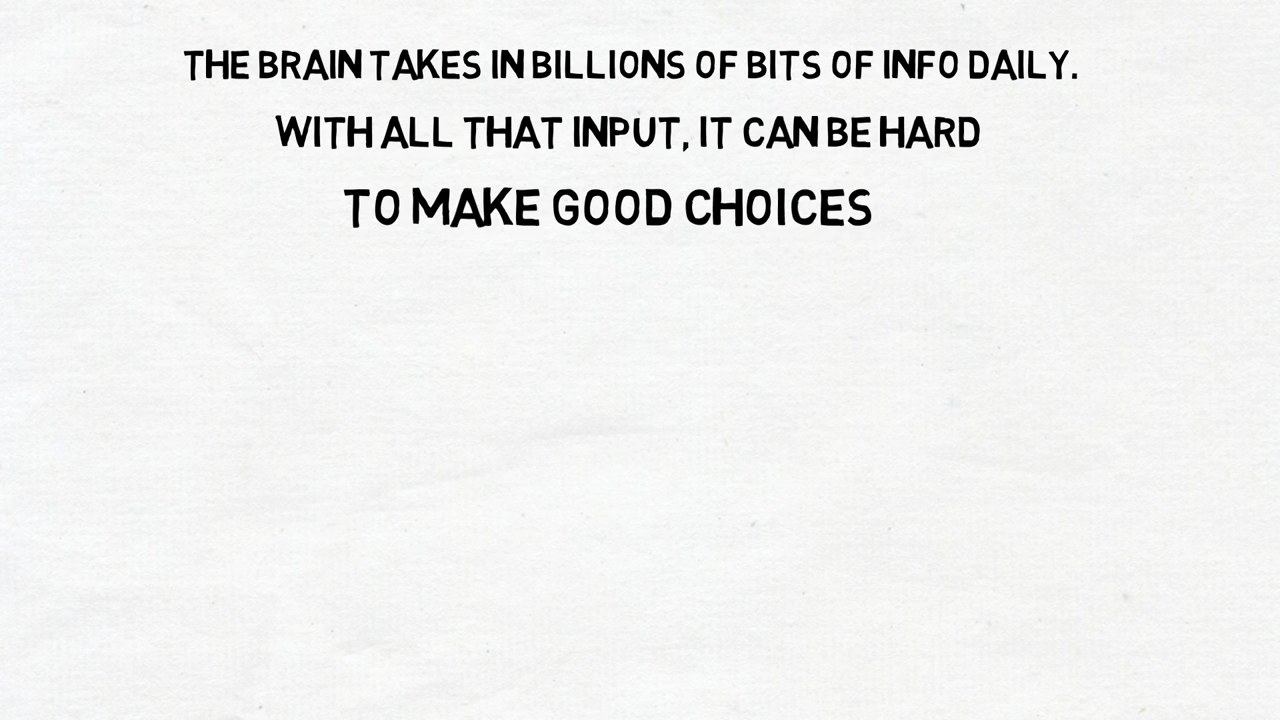 THE BRAIN TAKES IN BILLIONS OF BITS OF INFO DAILY.
WITH ALL THAT INPUT, IT CAN BE HARD
TO MAKE GOOD CHOICES